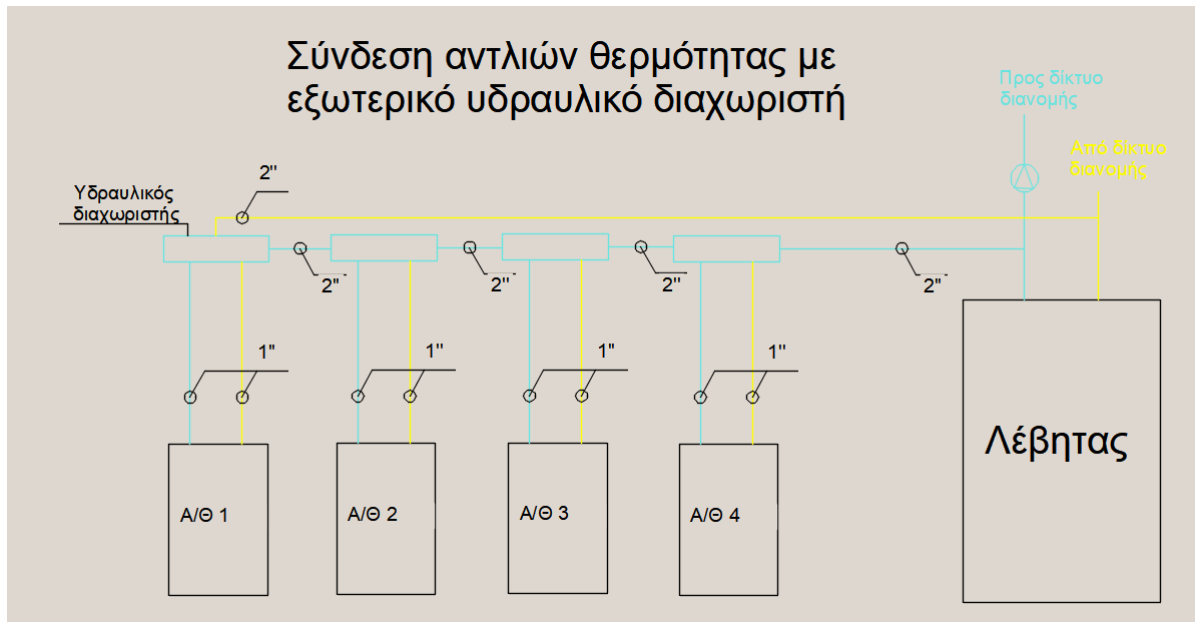 Σύνδεση αντλιών θερμότητας με
εξωτερικό υδραυλικό διαχωριστή
Προς δίκτυο
διανομής
Από δίκτυο
διανομής
2''
Υδραυλικός
διαχωριστής
2''
2''
2''
2''
1''
1''
1''
1''
Λέβητας
Α/Θ 1
Α/Θ 2
Α/Θ 3
Α/Θ 4